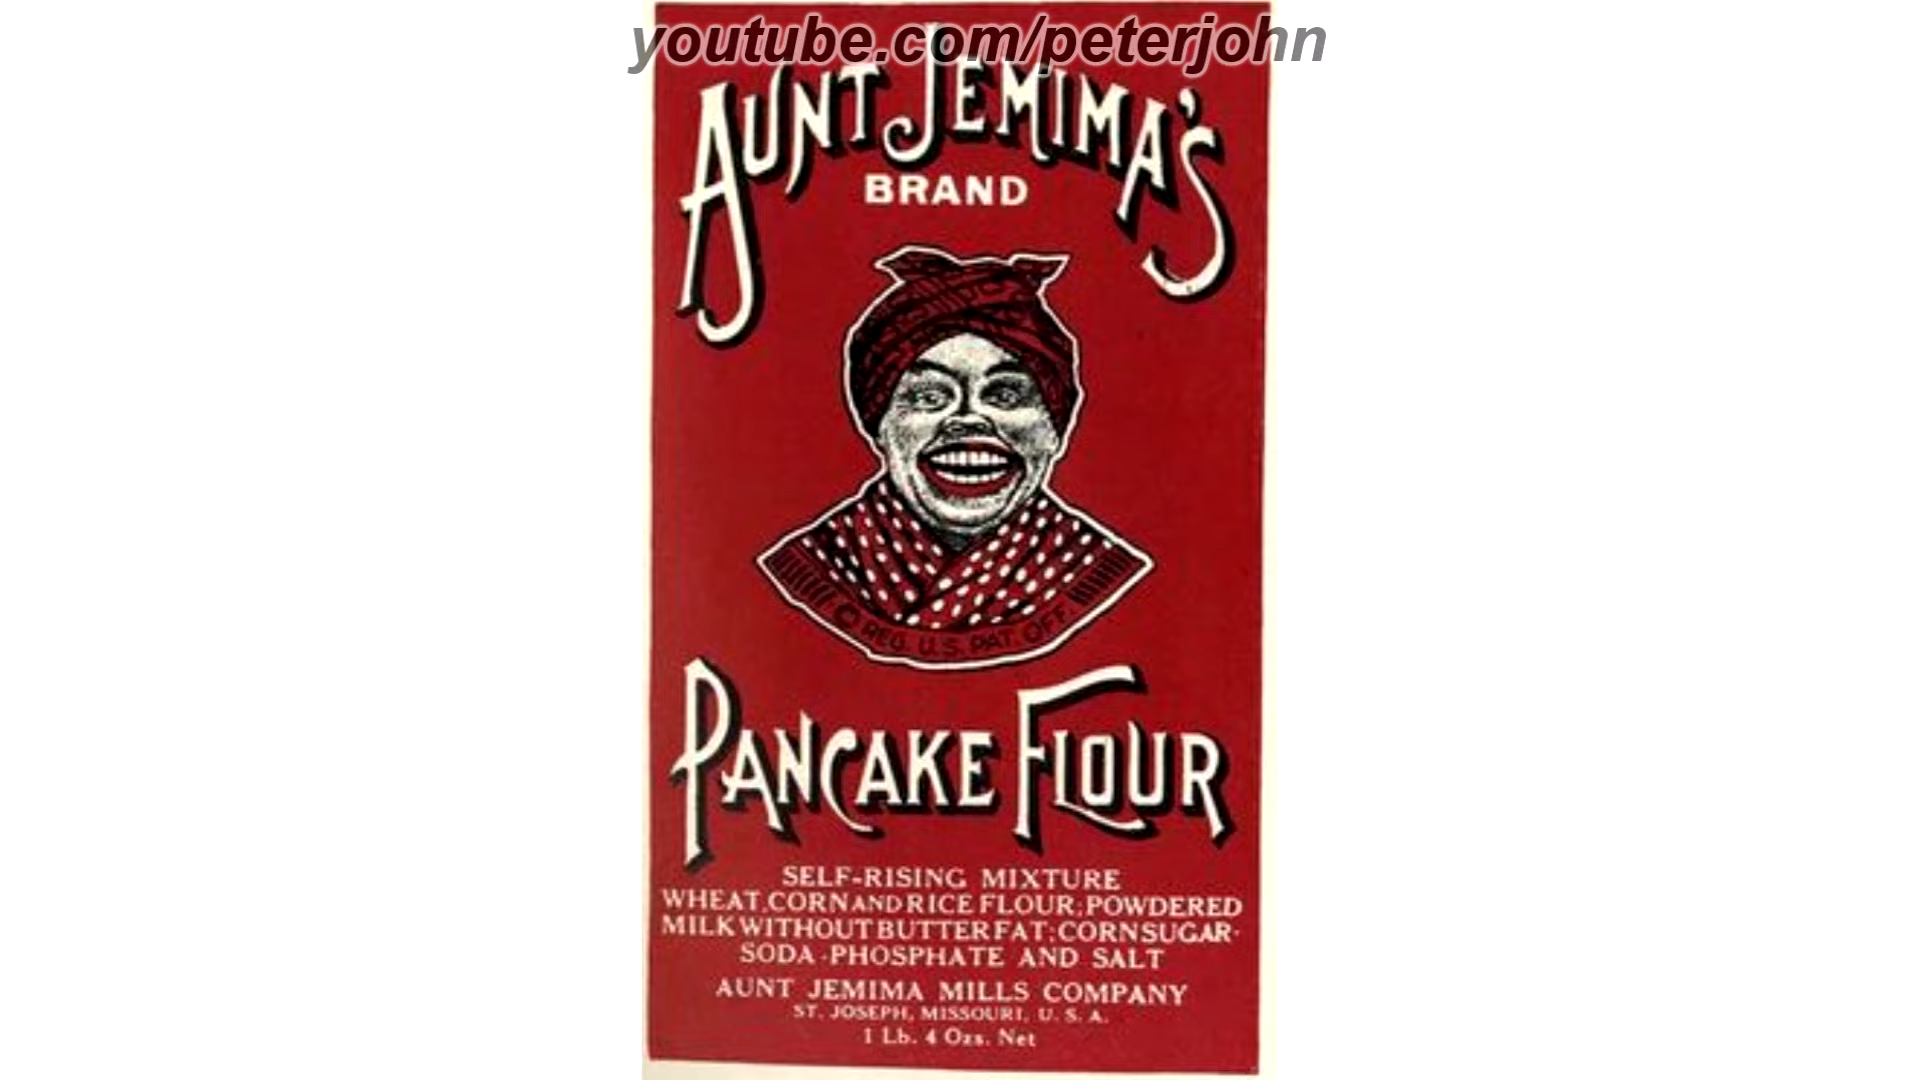 youtube.com/peterjohn
AUNT JEMIMA'S
BRAND
© REG. U.S. PAT. OFF.
PANCAKE FLOUR
SELF-RISING MIXTURE
WHEAT, CORN AND RICE FLOUR; POWDERED
MILK WITHOUT BUTTER FAT; CORN SUGAR-
SODA-PHOSPHATE AND SALT
AUNT JEMIMA MILLS COMPANY
ST. JOSEPH, MISSOURI, U. S. A.
1 Lb. 4 Ozs. Net